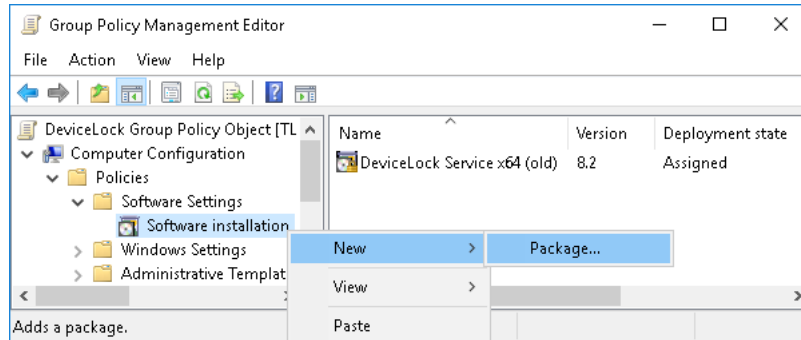 Group Policy Management Editor
File Action View Help
DeviceLock Group Policy Object [TL
Computer Configuration
Policies
Software Settings
Software installation
Windows Settings
Administrative Templat
Name Version Deployment state
DeviceLock Service x64 (old) 8.2 Assigned
New
Package...
View
Paste
Adds a package.